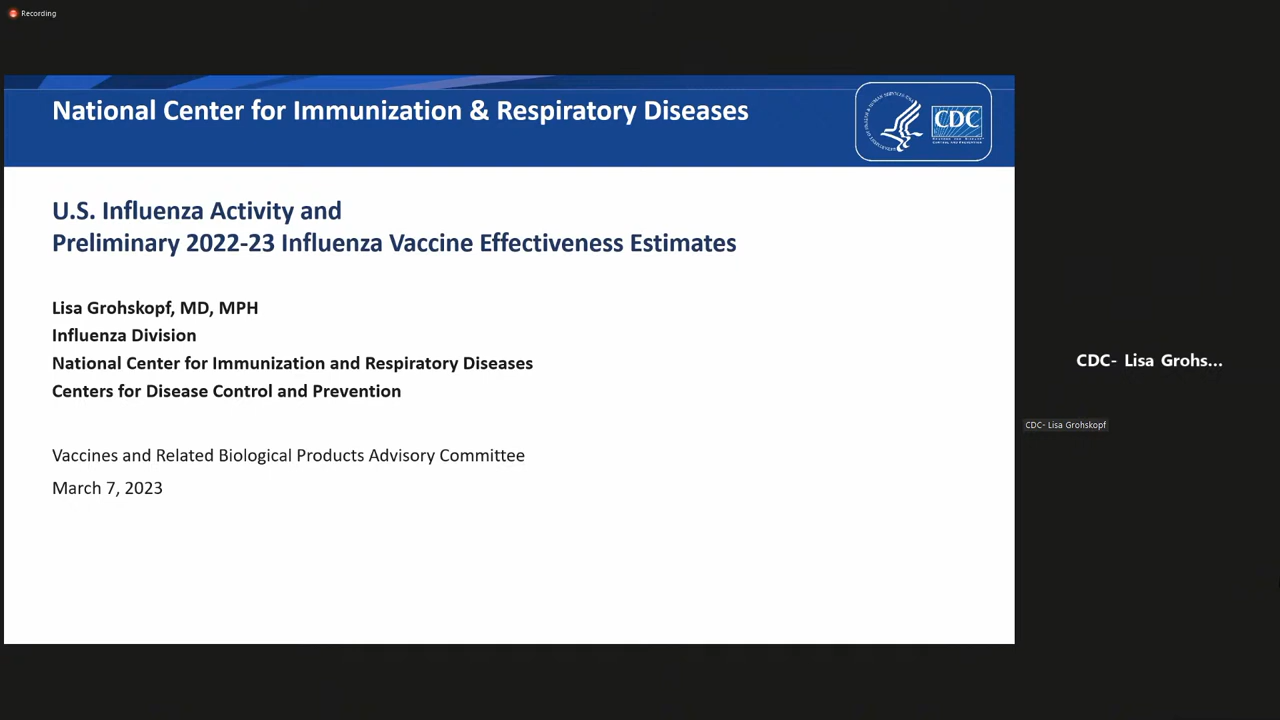 Recording
National Center for Immunization & Respiratory Diseases
CDC
U.S. Influenza Activity and
Preliminary 2022-23 Influenza Vaccine Effectiveness Estimates
Lisa Grohskopf, MD, MPH
Influenza Division
National Center for Immunization and Respiratory Diseases
Centers for Disease Control and Prevention
Vaccines and Related Biological Products Advisory Committee
March 7, 2023
CDC- Lisa Grohs...
CDC- Lisa Grohskopf